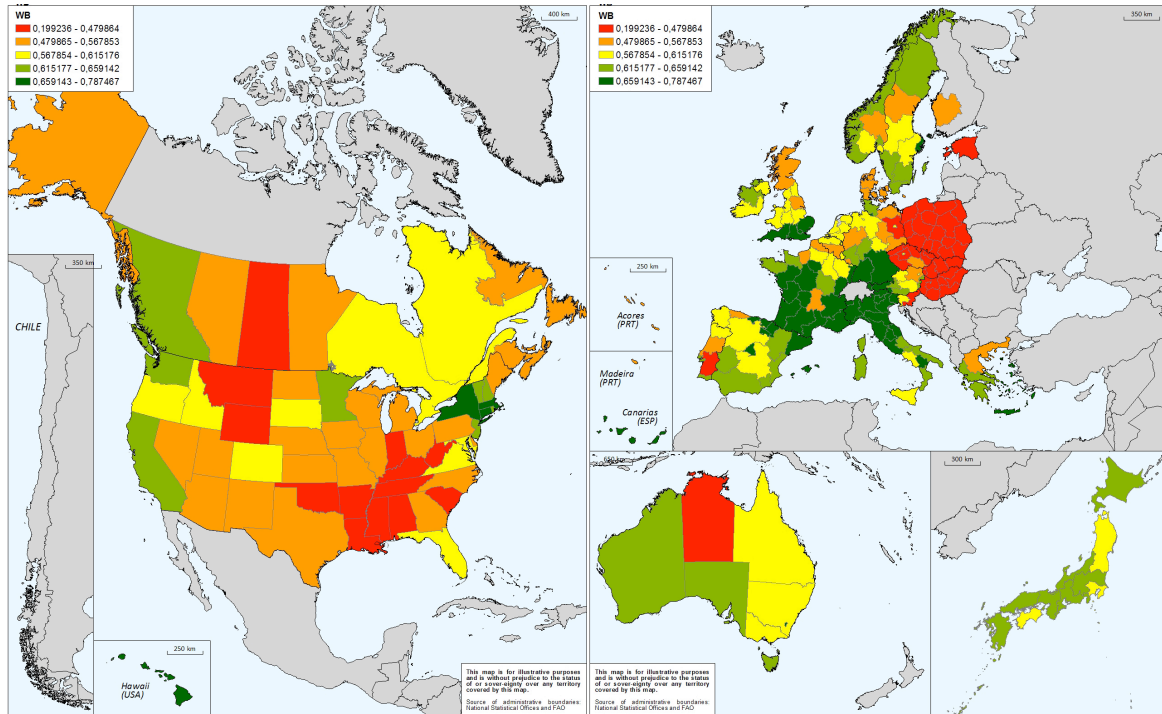 WB
0,199236 - 0,479864
0,479865 - 0,567853
0,567854 - 0,615176
0,615177 - 0,659142
0,659143 - 0,787467
400 km
350 km
CHILE
250 km
Hawaii
(USA)
This map is for illustrative purposes
and is without prejudice to the status
of or sover-eignty over any territory
covered by this map.
Source of administrative boundaries:
National Statistical Offices and FAO
WB
0,199236 - 0,479864
0,479865 - 0,567853
0,567854 - 0,615176
0,615177 - 0,659142
0,659143 - 0,787467
350 km
250 km
Acores
(PRT)
Madeira
(PRT)
Canarias
(ESP)
650 km
This map is for illustrative purposes
and is without prejudice to the status
of or sover-eignty over any territory
covered by this map.
Source of administrative boundaries:
National Statistical Offices and FAO
300 km